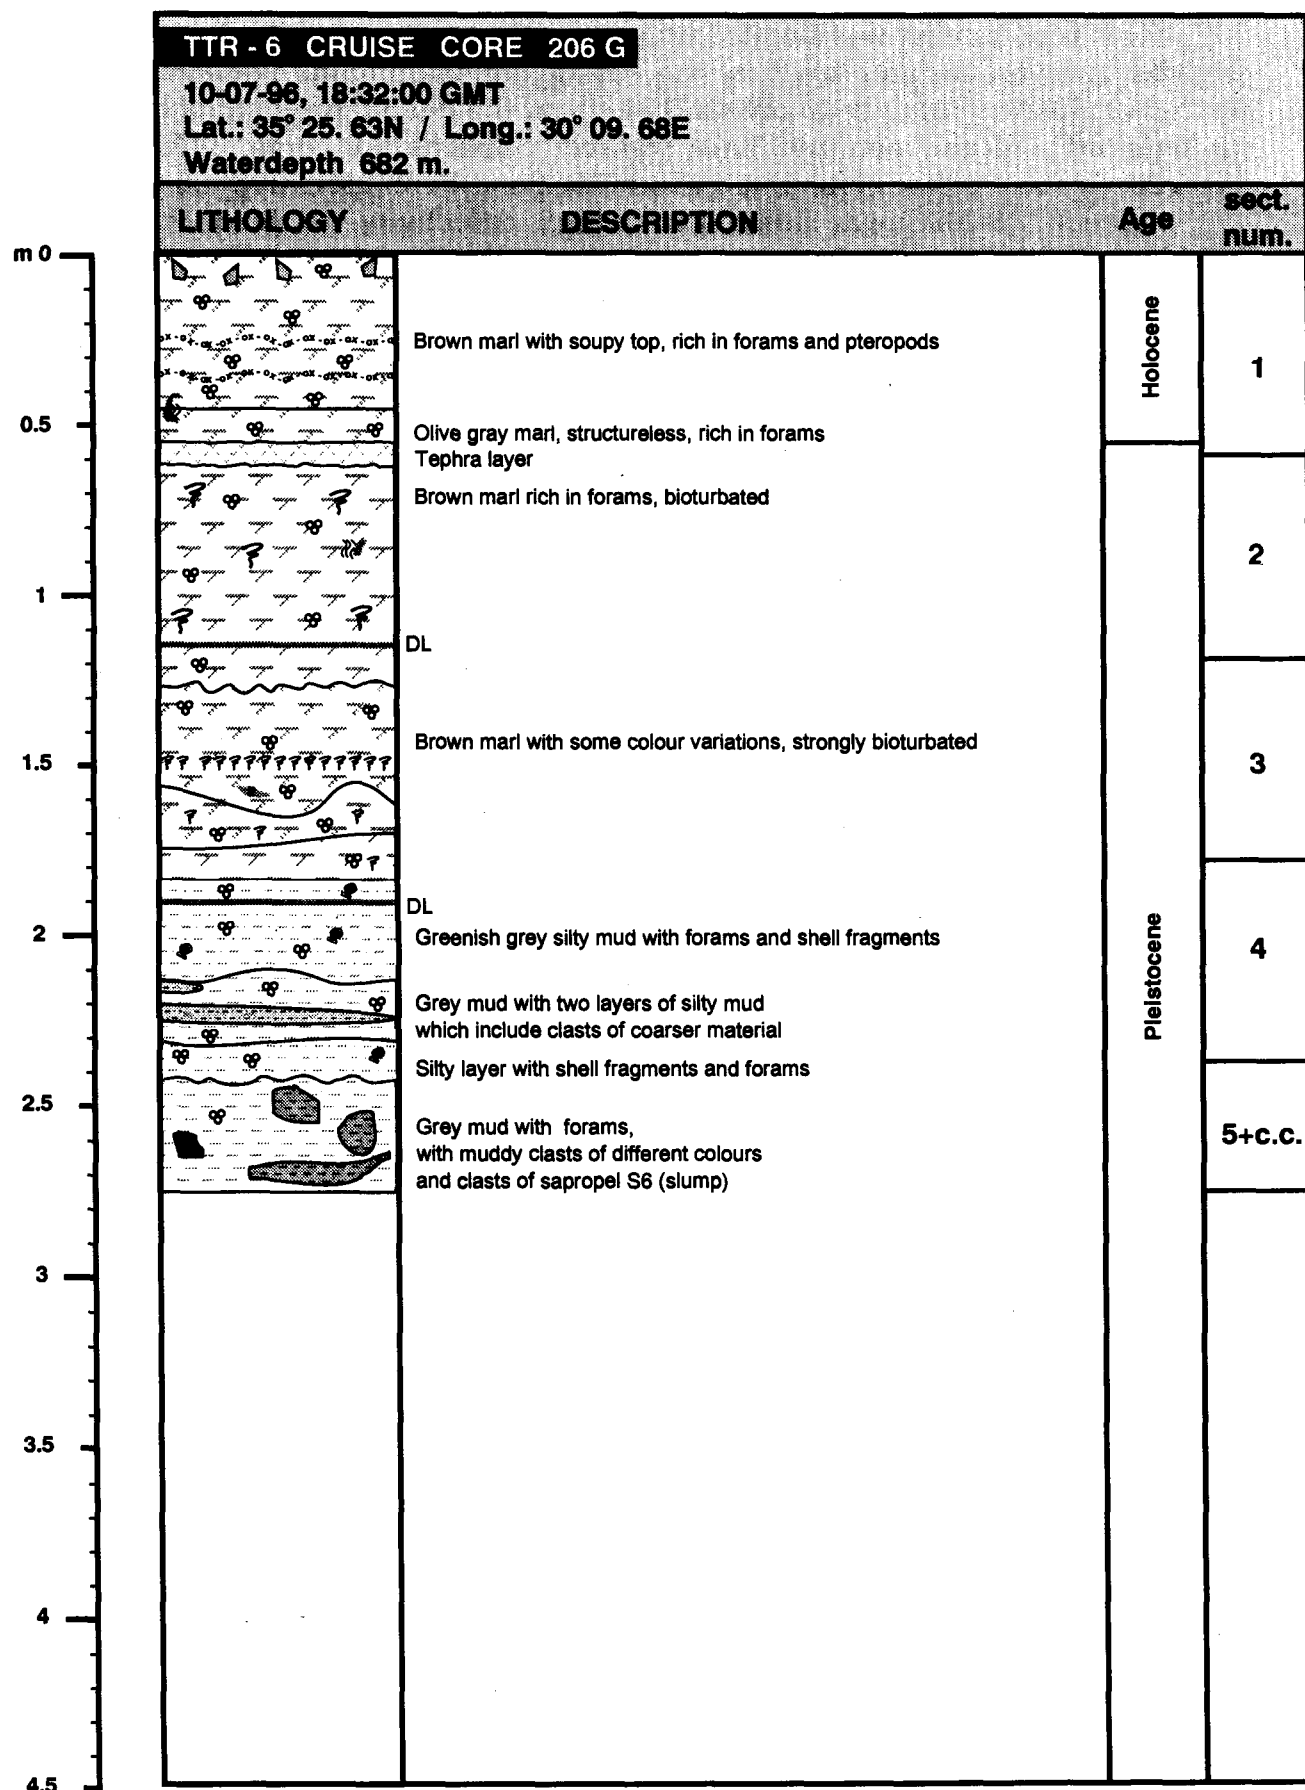 TTR - 6 CRUISE CORE 206 G
10-07-96, 18:32:00 GMT
Lat.: 35° 25. 63N / Long.: 30° 09. 68E
Waterdepth 682 m.
LITHOLOGY DESCRIPTION Age sect. num.
m 0
Brown marl with soupy top, rich in forams and pteropods
Holocene
1
0.5
Olive gray marl, structureless, rich in forams
Tephra layer
Brown marl rich in forams, bioturbated
2
1
DL
Brown marl with some colour variations, strongly bioturbated
1.5
3
DL
2
Greenish grey silty mud with forams and shell fragments
4
Pleistocene
Grey mud with two layers of silty mud
which include clasts of coarser material
Silty layer with shell fragments and forams
2.5
Grey mud with forams,
with muddy clasts of different colours
and clasts of sapropel S6 (slump)
5+c.c.
3
3.5
4
4.5